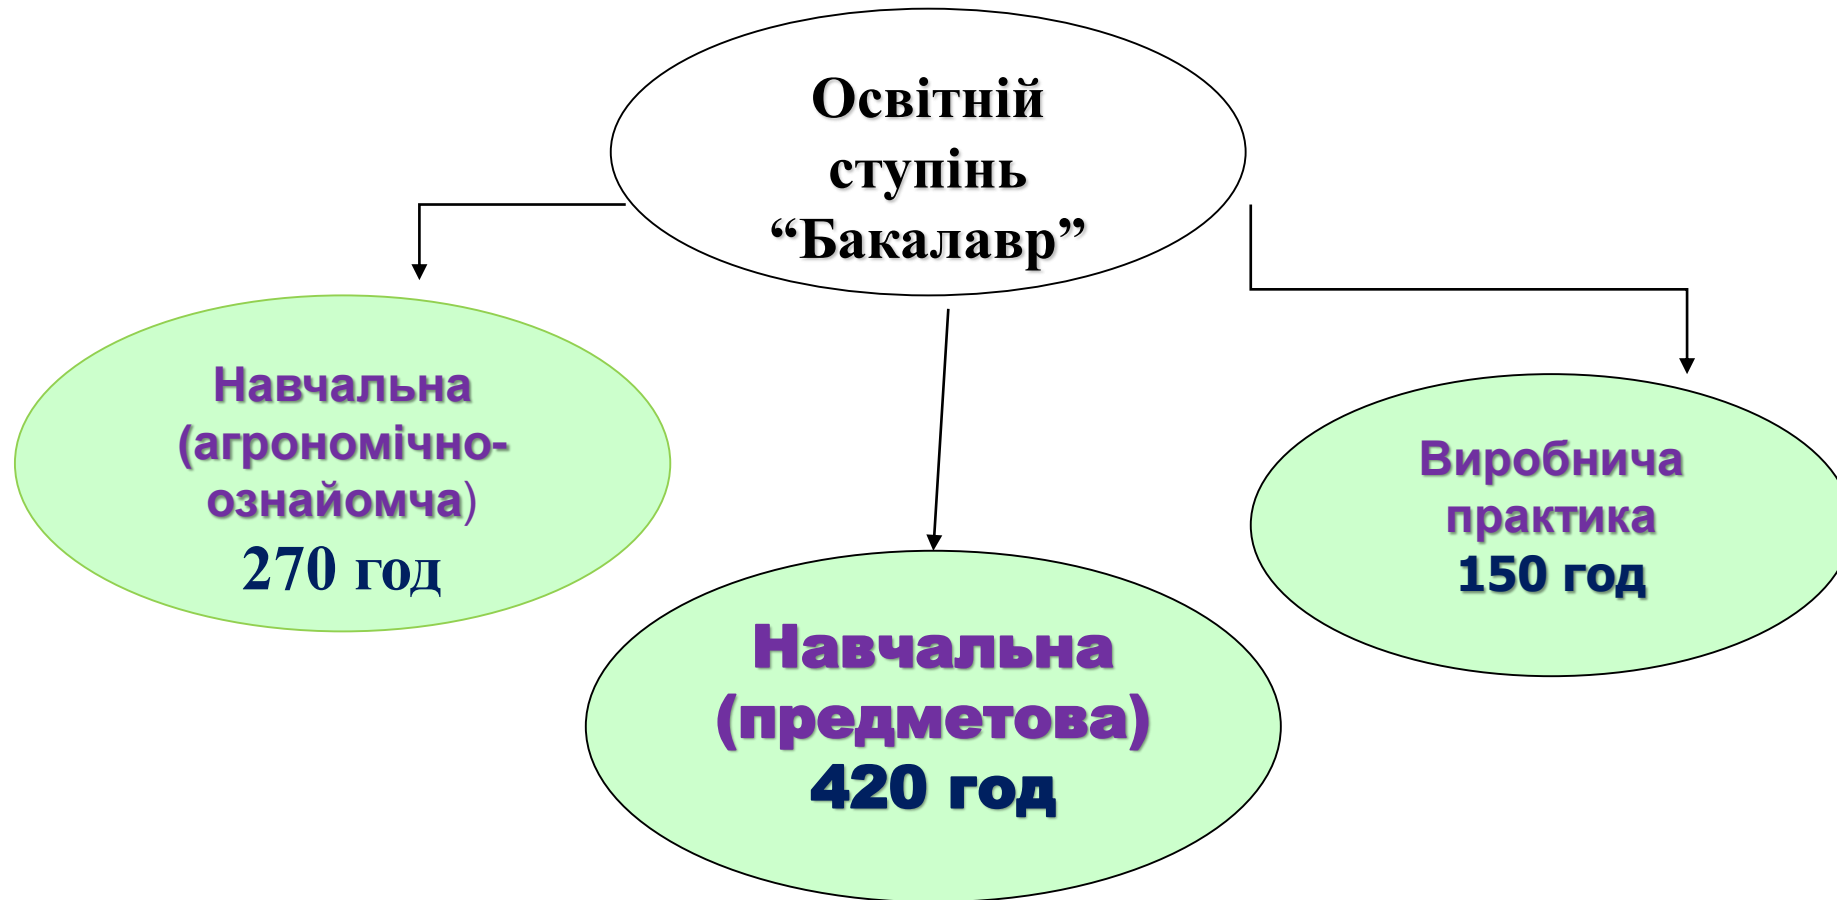 Освітній
ступінь
“Бакалавр”
Навчальна
(агрономічно-
ознайомча)
270 год
Виробнича
практика
150 год
Навчальна
(предметова)
420 год